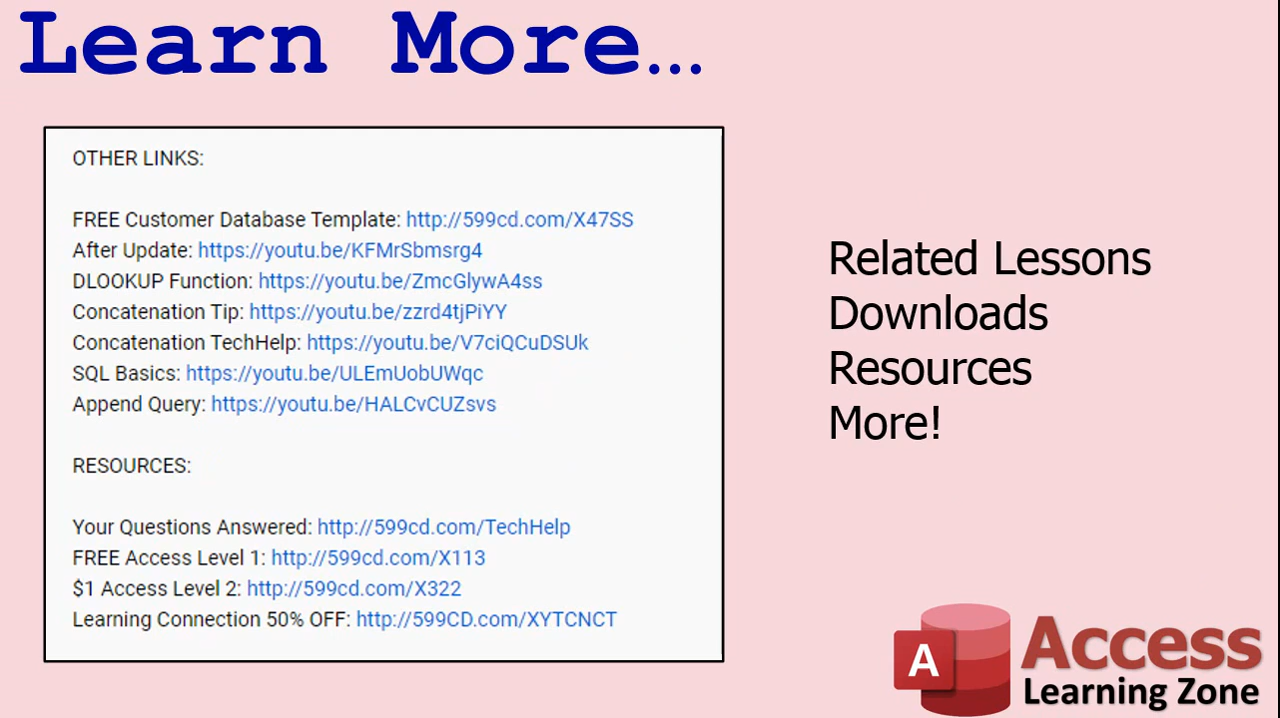 Learn More...
OTHER LINKS:
FREE Customer Database Template: http://599cd.com/X47SS
After Update: https://youtu.be/KFMrSbmsrg4
DLOOKUP Function: https://youtu.be/ZmcGlywA4ss
Concatenation Tip: https://youtu.be/zzrd4tjPiYY
Concatenation TechHelp: https://youtu.be/V7ciQCuDSUk
SQL Basics: https://youtu.be/ULEmUobUWqc
Append Query: https://youtu.be/HALCvCUZsvs
RESOURCES:
Your Questions Answered: http://599cd.com/TechHelp
FREE Access Level 1: http://599cd.com/X113
$1 Access Level 2: http://599cd.com/X322
Learning Connection 50% OFF: http://599CD.com/XYTCNCT
Related Lessons
Downloads
Resources
More!
A
Access
Learning Zone